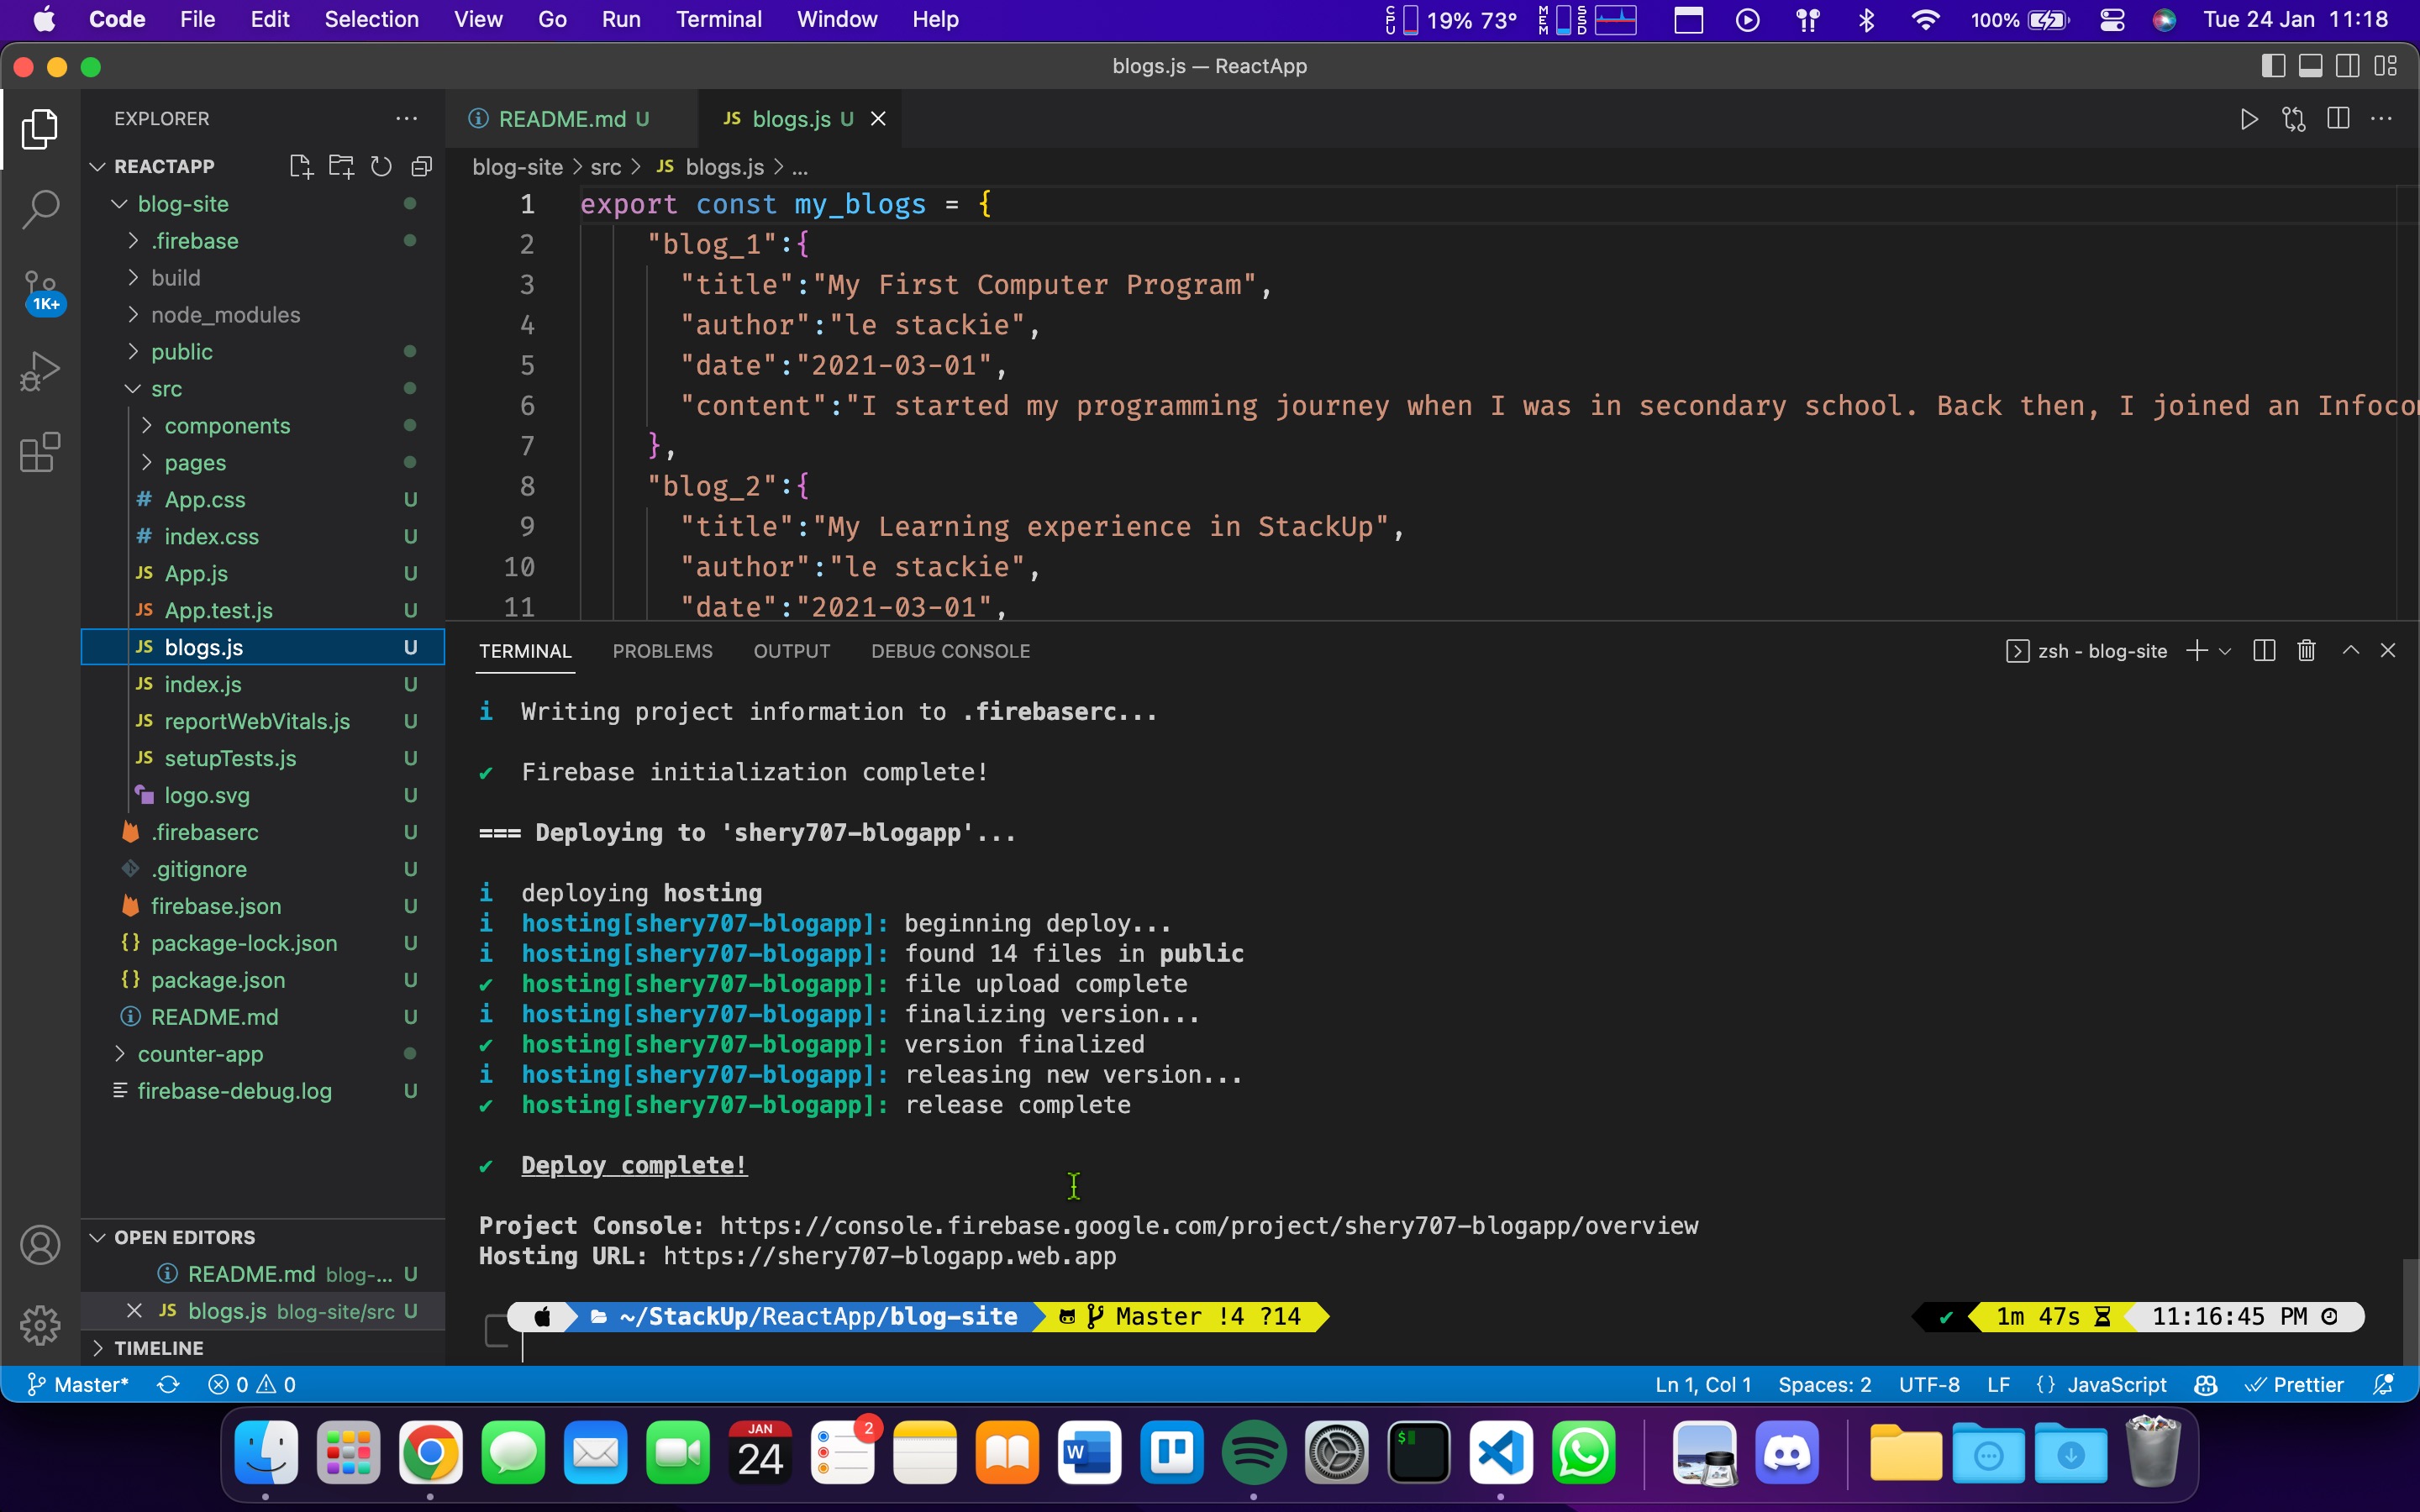 Code File Edit Selection View Go Run Terminal Window Help
CPU 19% 73° MEM SSD 100% Tue 24 Jan 11:18
blogs.js — ReactApp
EXPLORER
README.md U
JS blogs.js U
REACTAPP
blog-site > src > JS blogs.js > ...
blog-site
.firebase
build
node_modules
public
src
components
pages
# App.css U
# index.css U
JS App.js U
JS App.test.js U
JS blogs.js U
JS index.js U
JS reportWebVitals.js U
JS setupTests.js U
logo.svg U
.firebaserc U
.gitignore U
firebase.json U
{} package-lock.json U
{} package.json U
README.md U
counter-app
firebase-debug.log U
OPEN EDITORS
README.md blog-... U
JS blogs.js blog-site/src U
TIMELINE
1K+
1 export const my_blogs = {
2 "blog_1":{
3 "title":"My First Computer Program",
4 "author":"le stackie",
5 "date":"2021-03-01",
6 "content":"I started my programming journey when I was in secondary school. Back then, I joined an Infoco
7 },
8 "blog_2":{
9 "title":"My Learning experience in StackUp",
10 "author":"le stackie",
11 "date":"2021-03-01",
TERMINAL PROBLEMS OUTPUT DEBUG CONSOLE
zsh - blog-site
i Writing project information to .firebaserc...
✔ Firebase initialization complete!
=== Deploying to 'shery707-blogapp'...
i deploying hosting
i hosting[shery707-blogapp]: beginning deploy...
i hosting[shery707-blogapp]: found 14 files in public
✔ hosting[shery707-blogapp]: file upload complete
i hosting[shery707-blogapp]: finalizing version...
✔ hosting[shery707-blogapp]: version finalized
i hosting[shery707-blogapp]: releasing new version...
✔ hosting[shery707-blogapp]: release complete
✔ Deploy complete!
Project Console: https://console.firebase.google.com/project/shery707-blogapp/overview
Hosting URL: https://shery707-blogapp.web.app
~/StackUp/ReactApp/blog-site Master !4 ?14
✔ 1m 47s 11:16:45 PM
Master* 0 0
Ln 1, Col 1 Spaces: 2 UTF-8 LF {} JavaScript Prettier
JAN
24
2
W
$